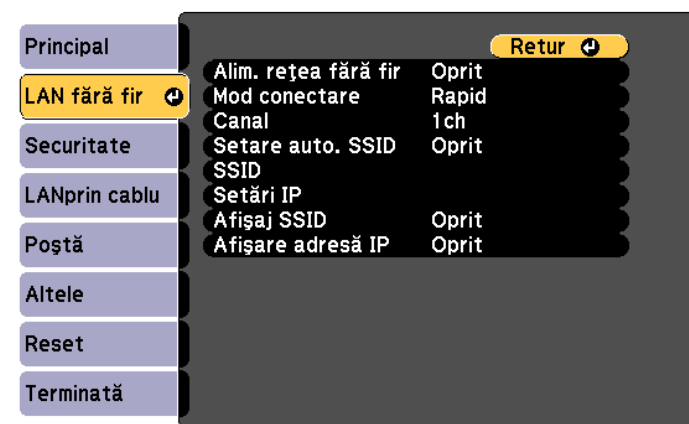 Principal
LAN fără fir
Securitate
LANprin cablu
Poştă
Altele
Reset
Terminată
Retur
Alim. reţea fără fir Oprit
Mod conectare Rapid
Canal 1ch
Setare auto. SSID Oprit
SSID
Setări IP
Afişaj SSID Oprit
Afişare adresă IP Oprit